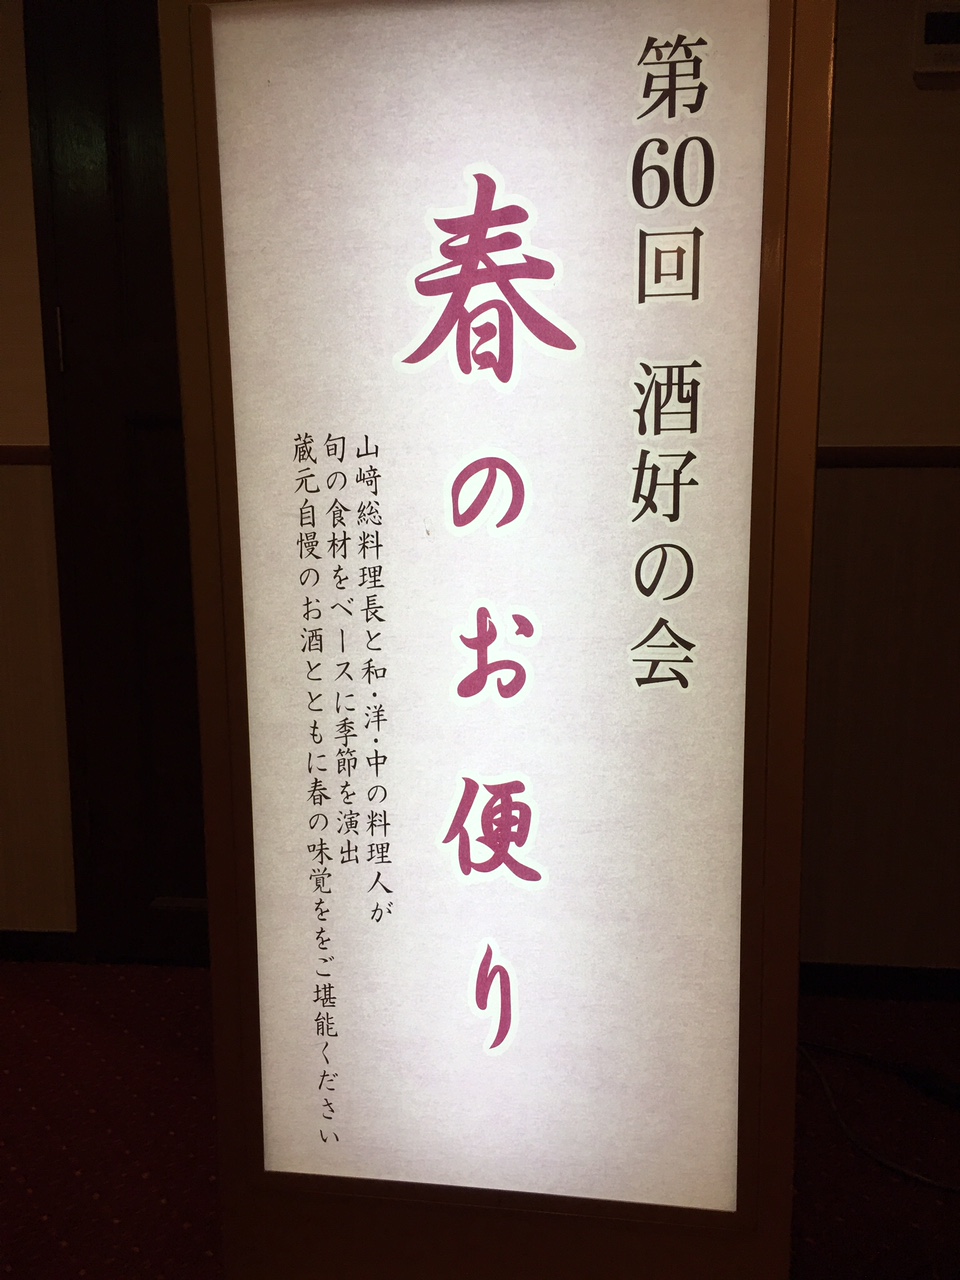 第60回 酒好の会
春のお便り
山﨑総料理長と和・洋・中の料理人が
旬の食材をベースに季節を演出
蔵元自慢のお酒とともに春の味覚ををご堪能ください